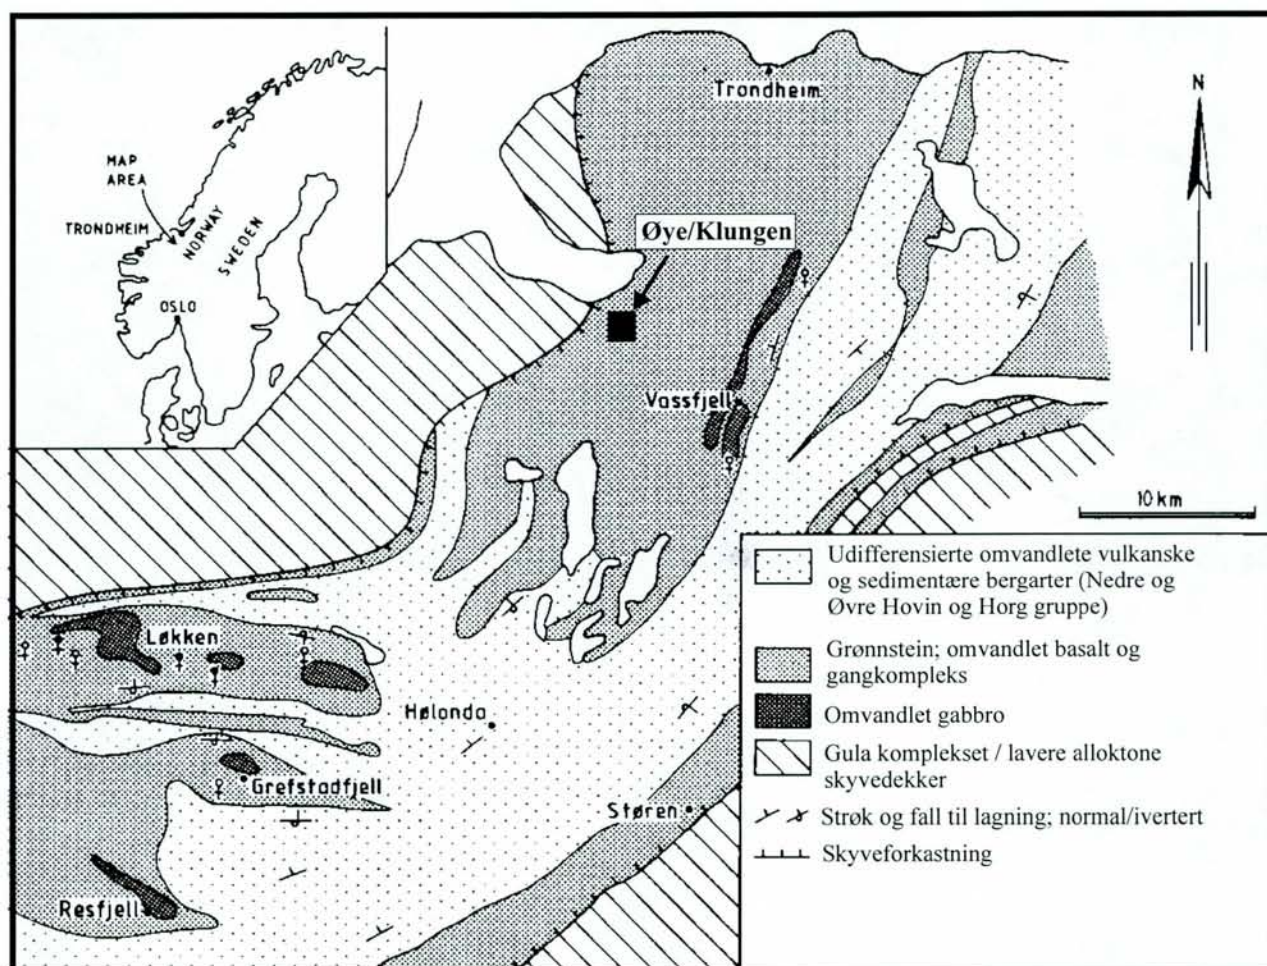 MAP
AREA
TRONDHEIM
NORWAY
SWEDEN
OSLO
Trondheim
N
Øye/Klungen
Vassfjell
10 km
Løkken
Hølonda
Grefstadfjell
Støren
Resfjell
Udifferensierte omvandlete vulkanske
og sedimentære bergarter (Nedre og
Øvre Hovin og Horg gruppe)
Grønnstein; omvandlet basalt og
gangkompleks
Omvandlet gabbro
Gula komplekset / lavere alloktone
skyvedekker
Strøk og fall til lagning; normal/ivertert
Skyveforkastning